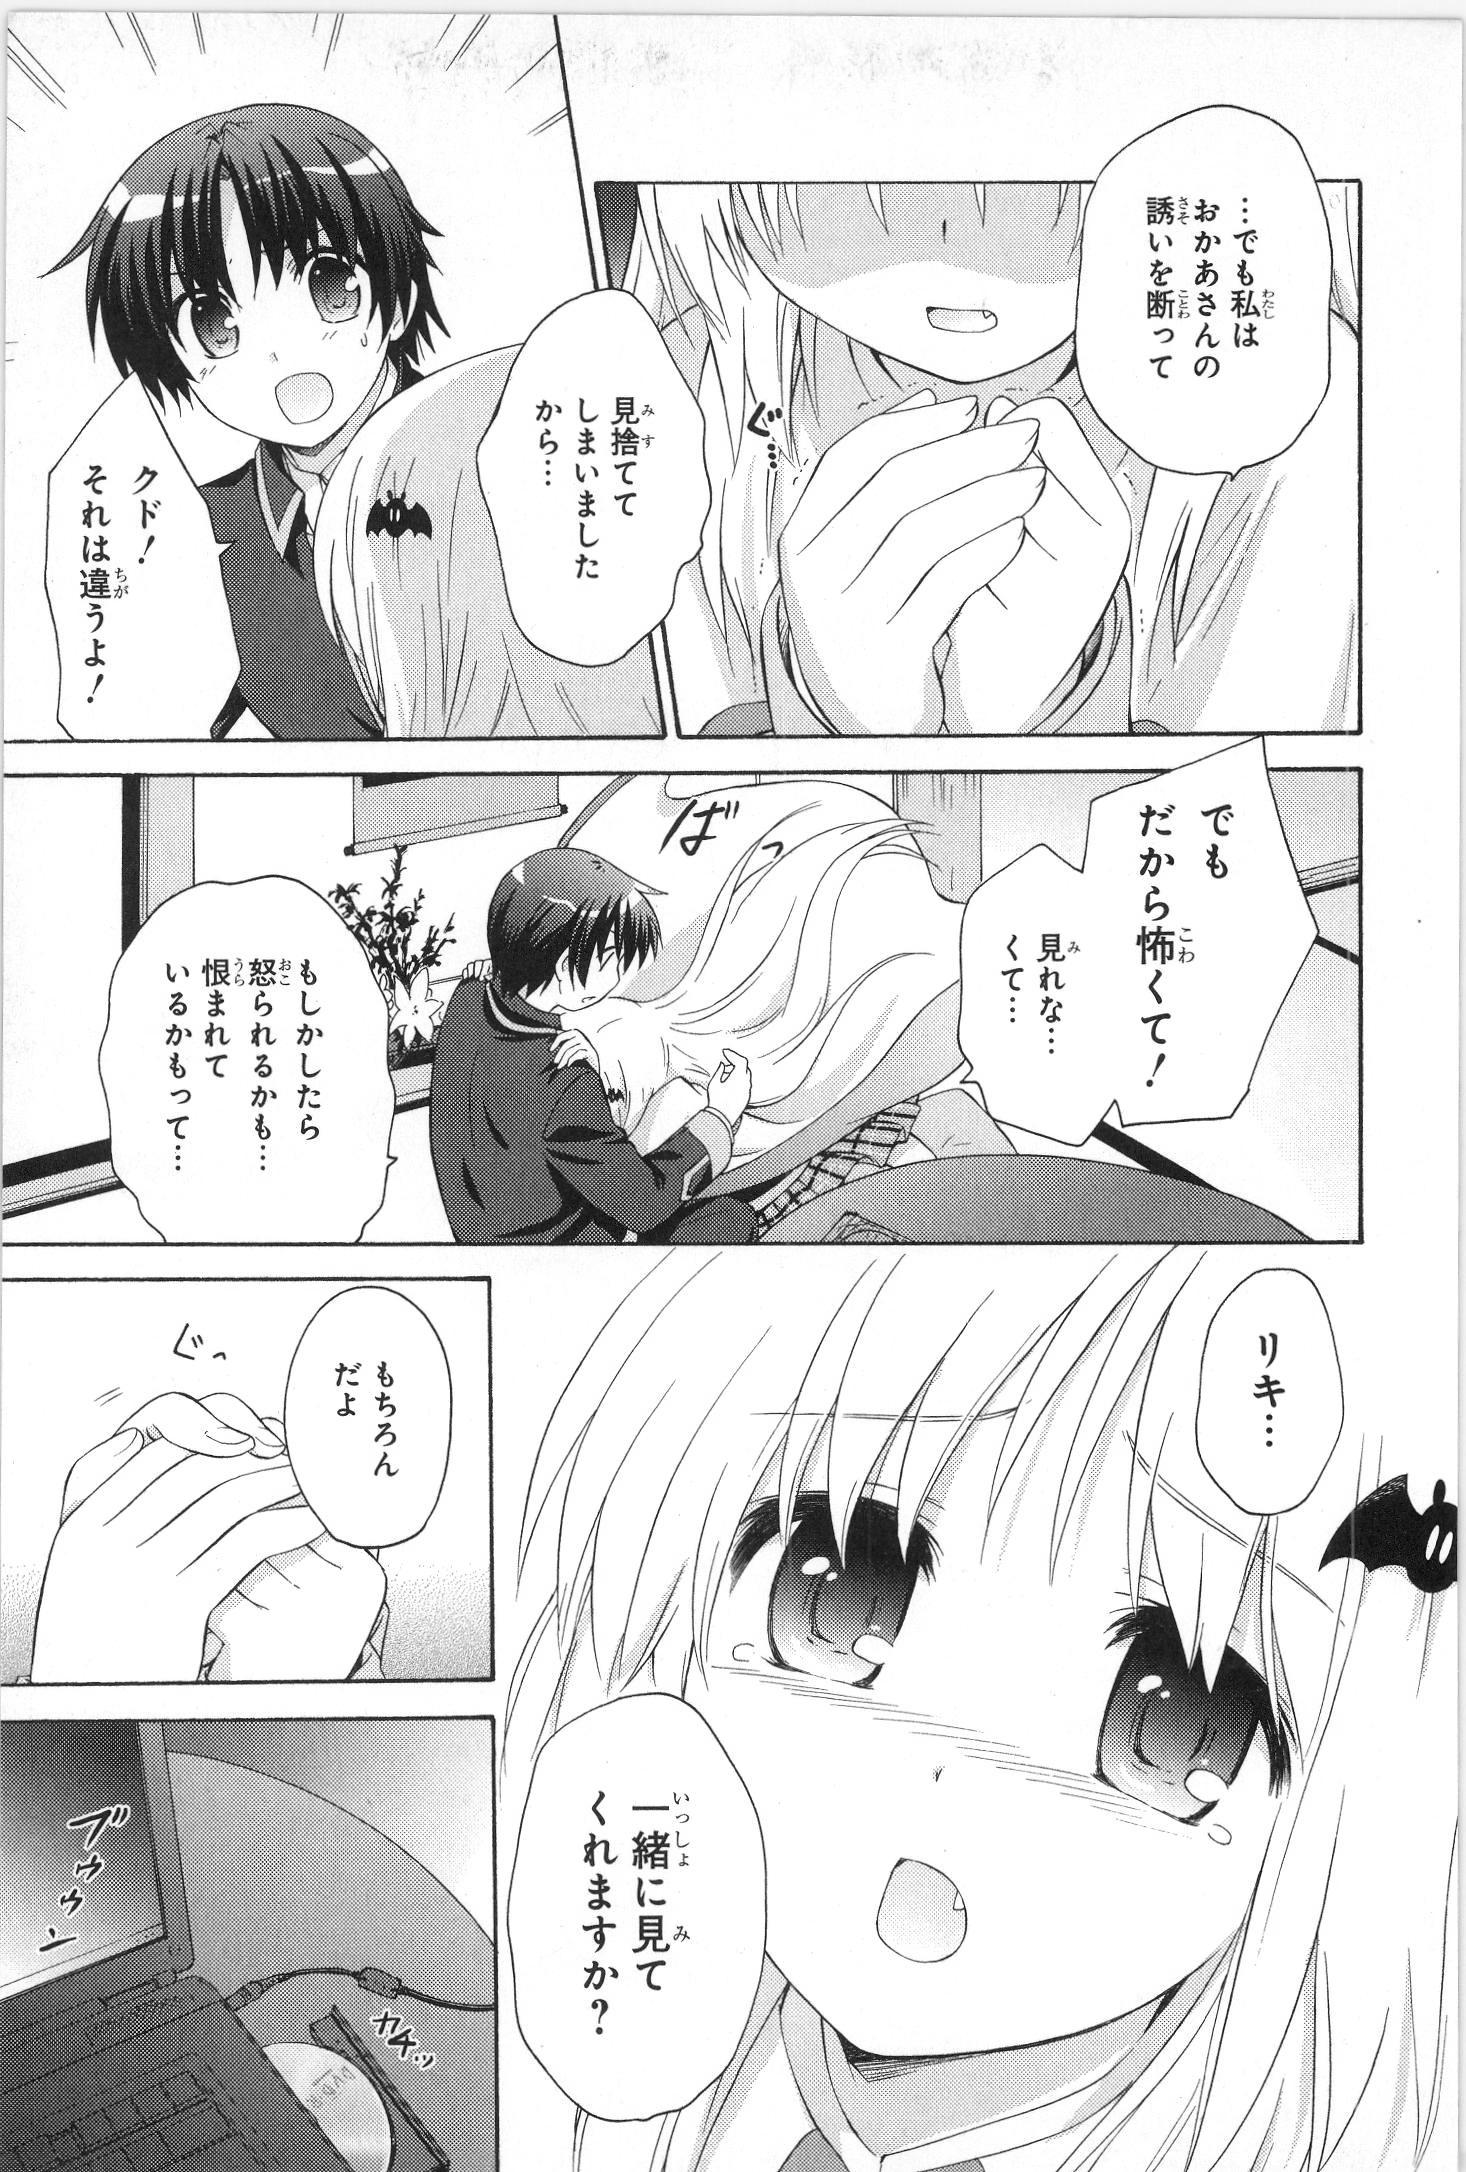 …でも私は
おかあさんの
誘いを断って
ぐ…
見捨てて
しまいました
から…
クド！
それは違うよ！
でも
だから怖くて！
見れな…
くて…
ばっ
もしかしたら
怒られるかも…
恨まれて
いるかもって…
リキ…
一緒に見て
くれますか？
もちろん
だよ
ぐっ
ブゥゥー
カチッ
DVD-R